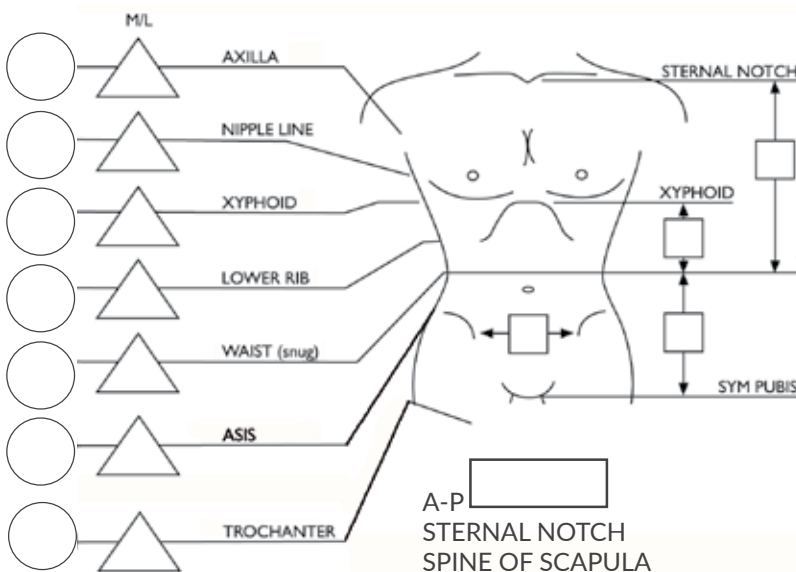 M/L
AXILLA
STERNAL NOTCH
NIPPLE LINE
XYPHOID
XYPHOID
LOWER RIB
WAIST (snug)
SYM PUBIS
ASIS
TROCHANTER
A-P
STERNAL NOTCH
SPINE OF SCAPULA